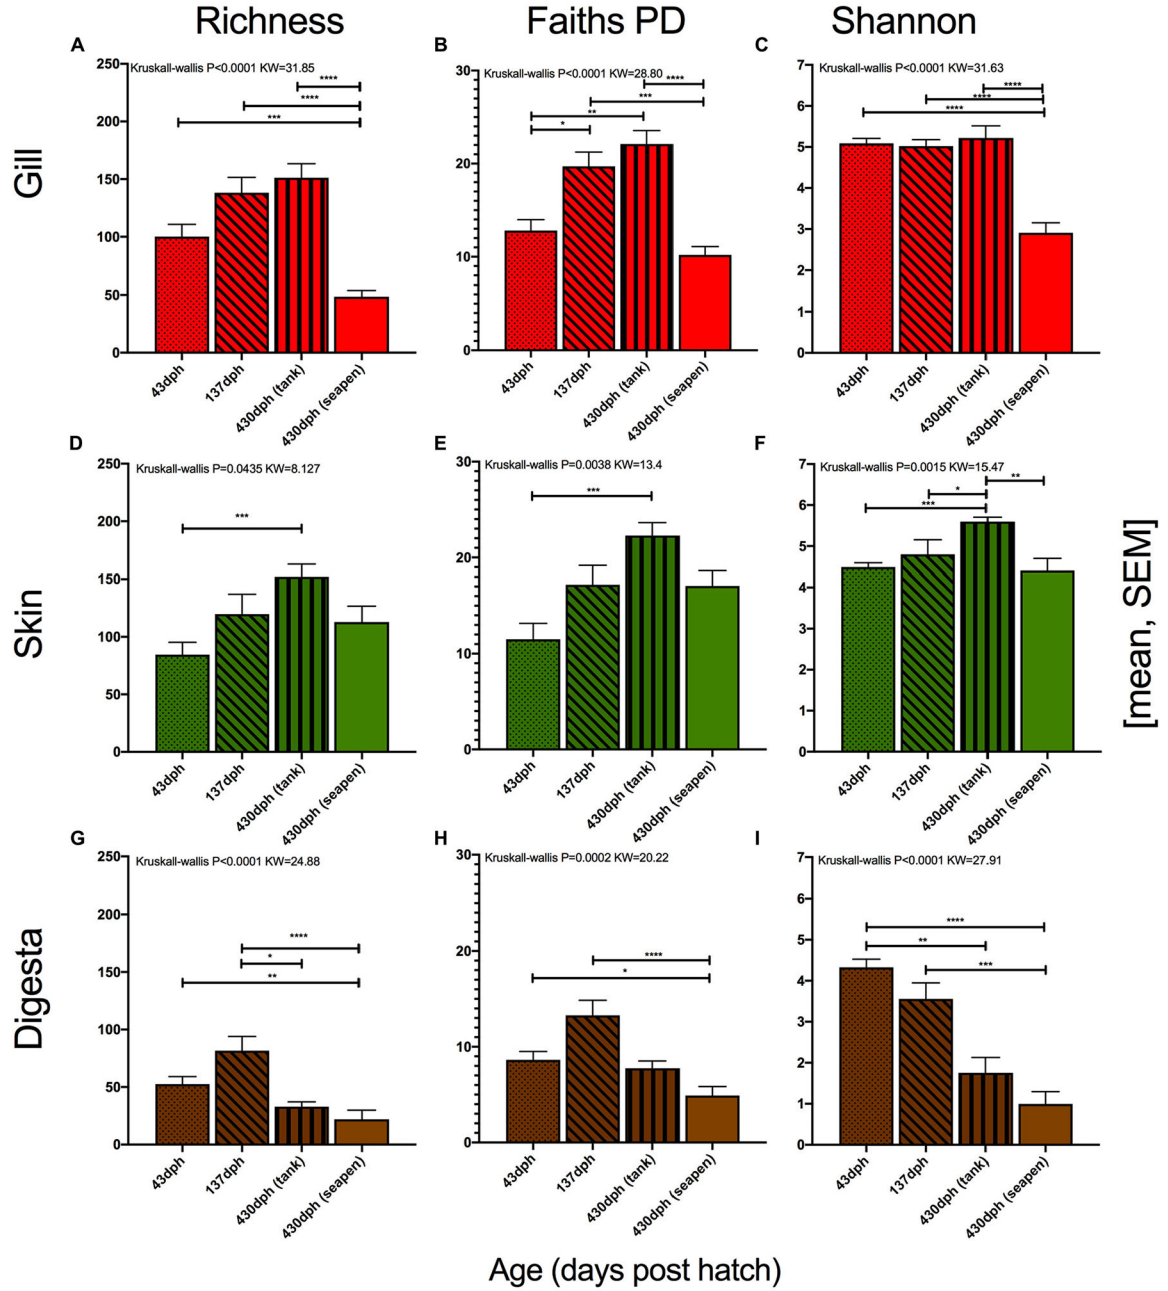 Richness
Faiths PD
Shannon
A
B
C
Gill
Kruskall-wallis P<0.0001 KW=31.85
250
200
150
100
50
0
****
****
***
43dph
137dph
430dph (tank)
430dph (seapen)
Kruskall-wallis P<0.0001 KW=28.80
30
20
10
0
****
***
**
*
43dph
137dph
430dph (tank)
430dph (seapen)
Kruskall-wallis P<0.0001 KW=31.63
7
6
5
4
3
2
1
0
****
****
****
43dph
137dph
430dph (tank)
430dph (seapen)
D
E
F
Skin
Kruskall-wallis P=0.0435 KW=8.127
250
200
150
100
50
0
***
43dph
137dph
430dph (tank)
430dph (seapen)
Kruskall-wallis P=0.0038 KW=13.4
30
20
10
0
***
43dph
137dph
430dph (tank)
430dph (seapen)
Kruskall-wallis P=0.0015 KW=15.47
7
6
5
4
3
2
1
0
**
*
***
43dph
137dph
430dph (tank)
430dph (seapen)
[mean, SEM]
G
H
I
Digesta
Kruskall-wallis P<0.0001 KW=24.88
250
200
150
100
50
0
****
*
**
43dph
137dph
430dph (tank)
430dph (seapen)
Kruskall-wallis P=0.0002 KW=20.22
30
20
10
0
****
*
43dph
137dph
430dph (tank)
430dph (seapen)
Kruskall-wallis P<0.0001 KW=27.91
7
6
5
4
3
2
1
0
****
**
***
43dph
137dph
430dph (tank)
430dph (seapen)
Age (days post hatch)